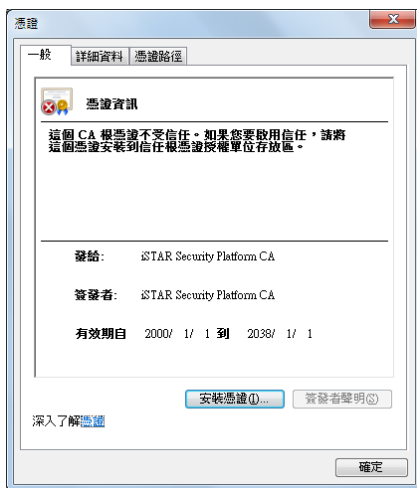 憑證
一般 詳細資料 憑證路徑
憑證資訊
這個 CA 根憑證不受信任。如果您要啟用信任，請將
這個憑證安裝到信任根憑證授權單位存放區。
發給: iSTAR Security Platform CA
簽發者: iSTAR Security Platform CA
有效期自 2000/ 1/ 1 到 2038/ 1/ 1
安裝憑證(I)... 簽發者聲明(S)
深入了解憑證
確定